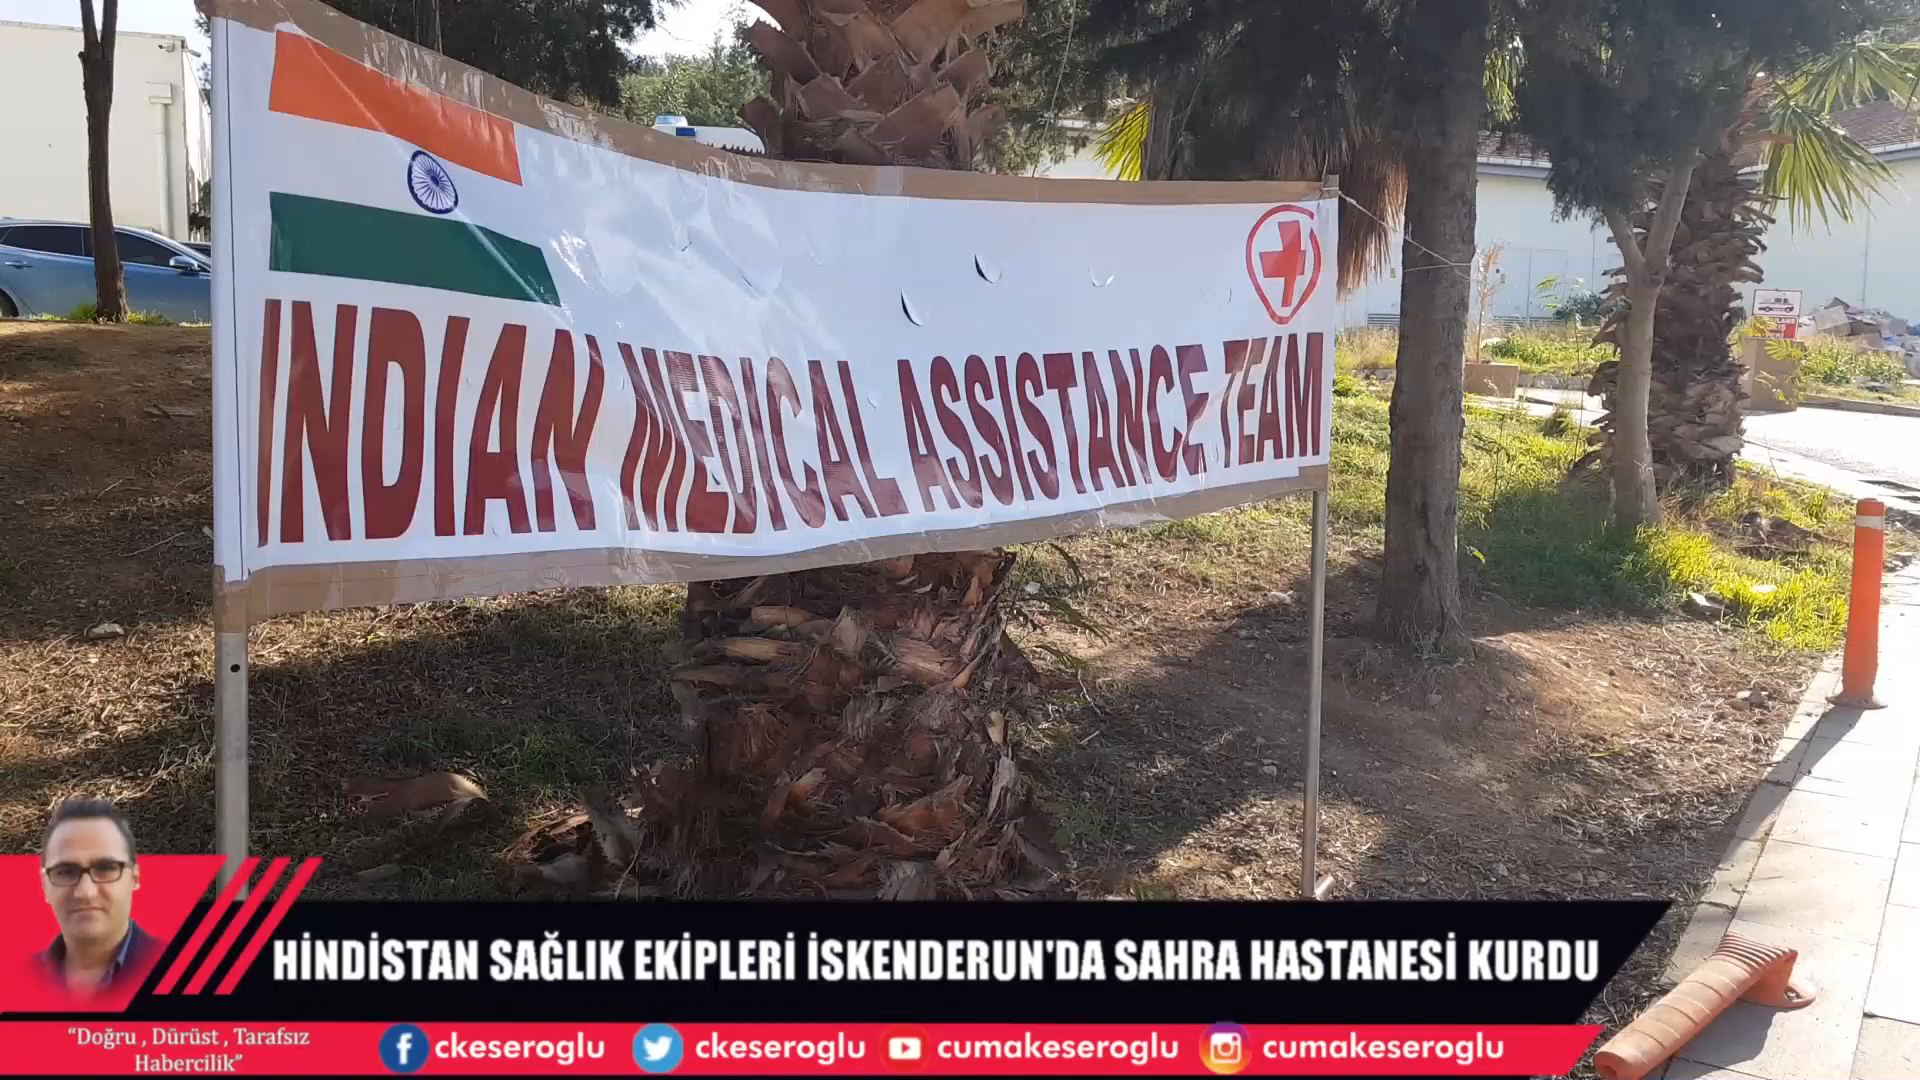 INDIAN MEDICAL ASSISTANCE TEAM
HİNDİSTAN SAĞLIK EKİPLERİ İSKENDERUN'DA SAHRA HASTANESİ KURDU
“Doğru , Dürüst , Tarafsız
Habercilik”
ckeseroglu ckeseroglu cumakeseroglu cumakeseroglu